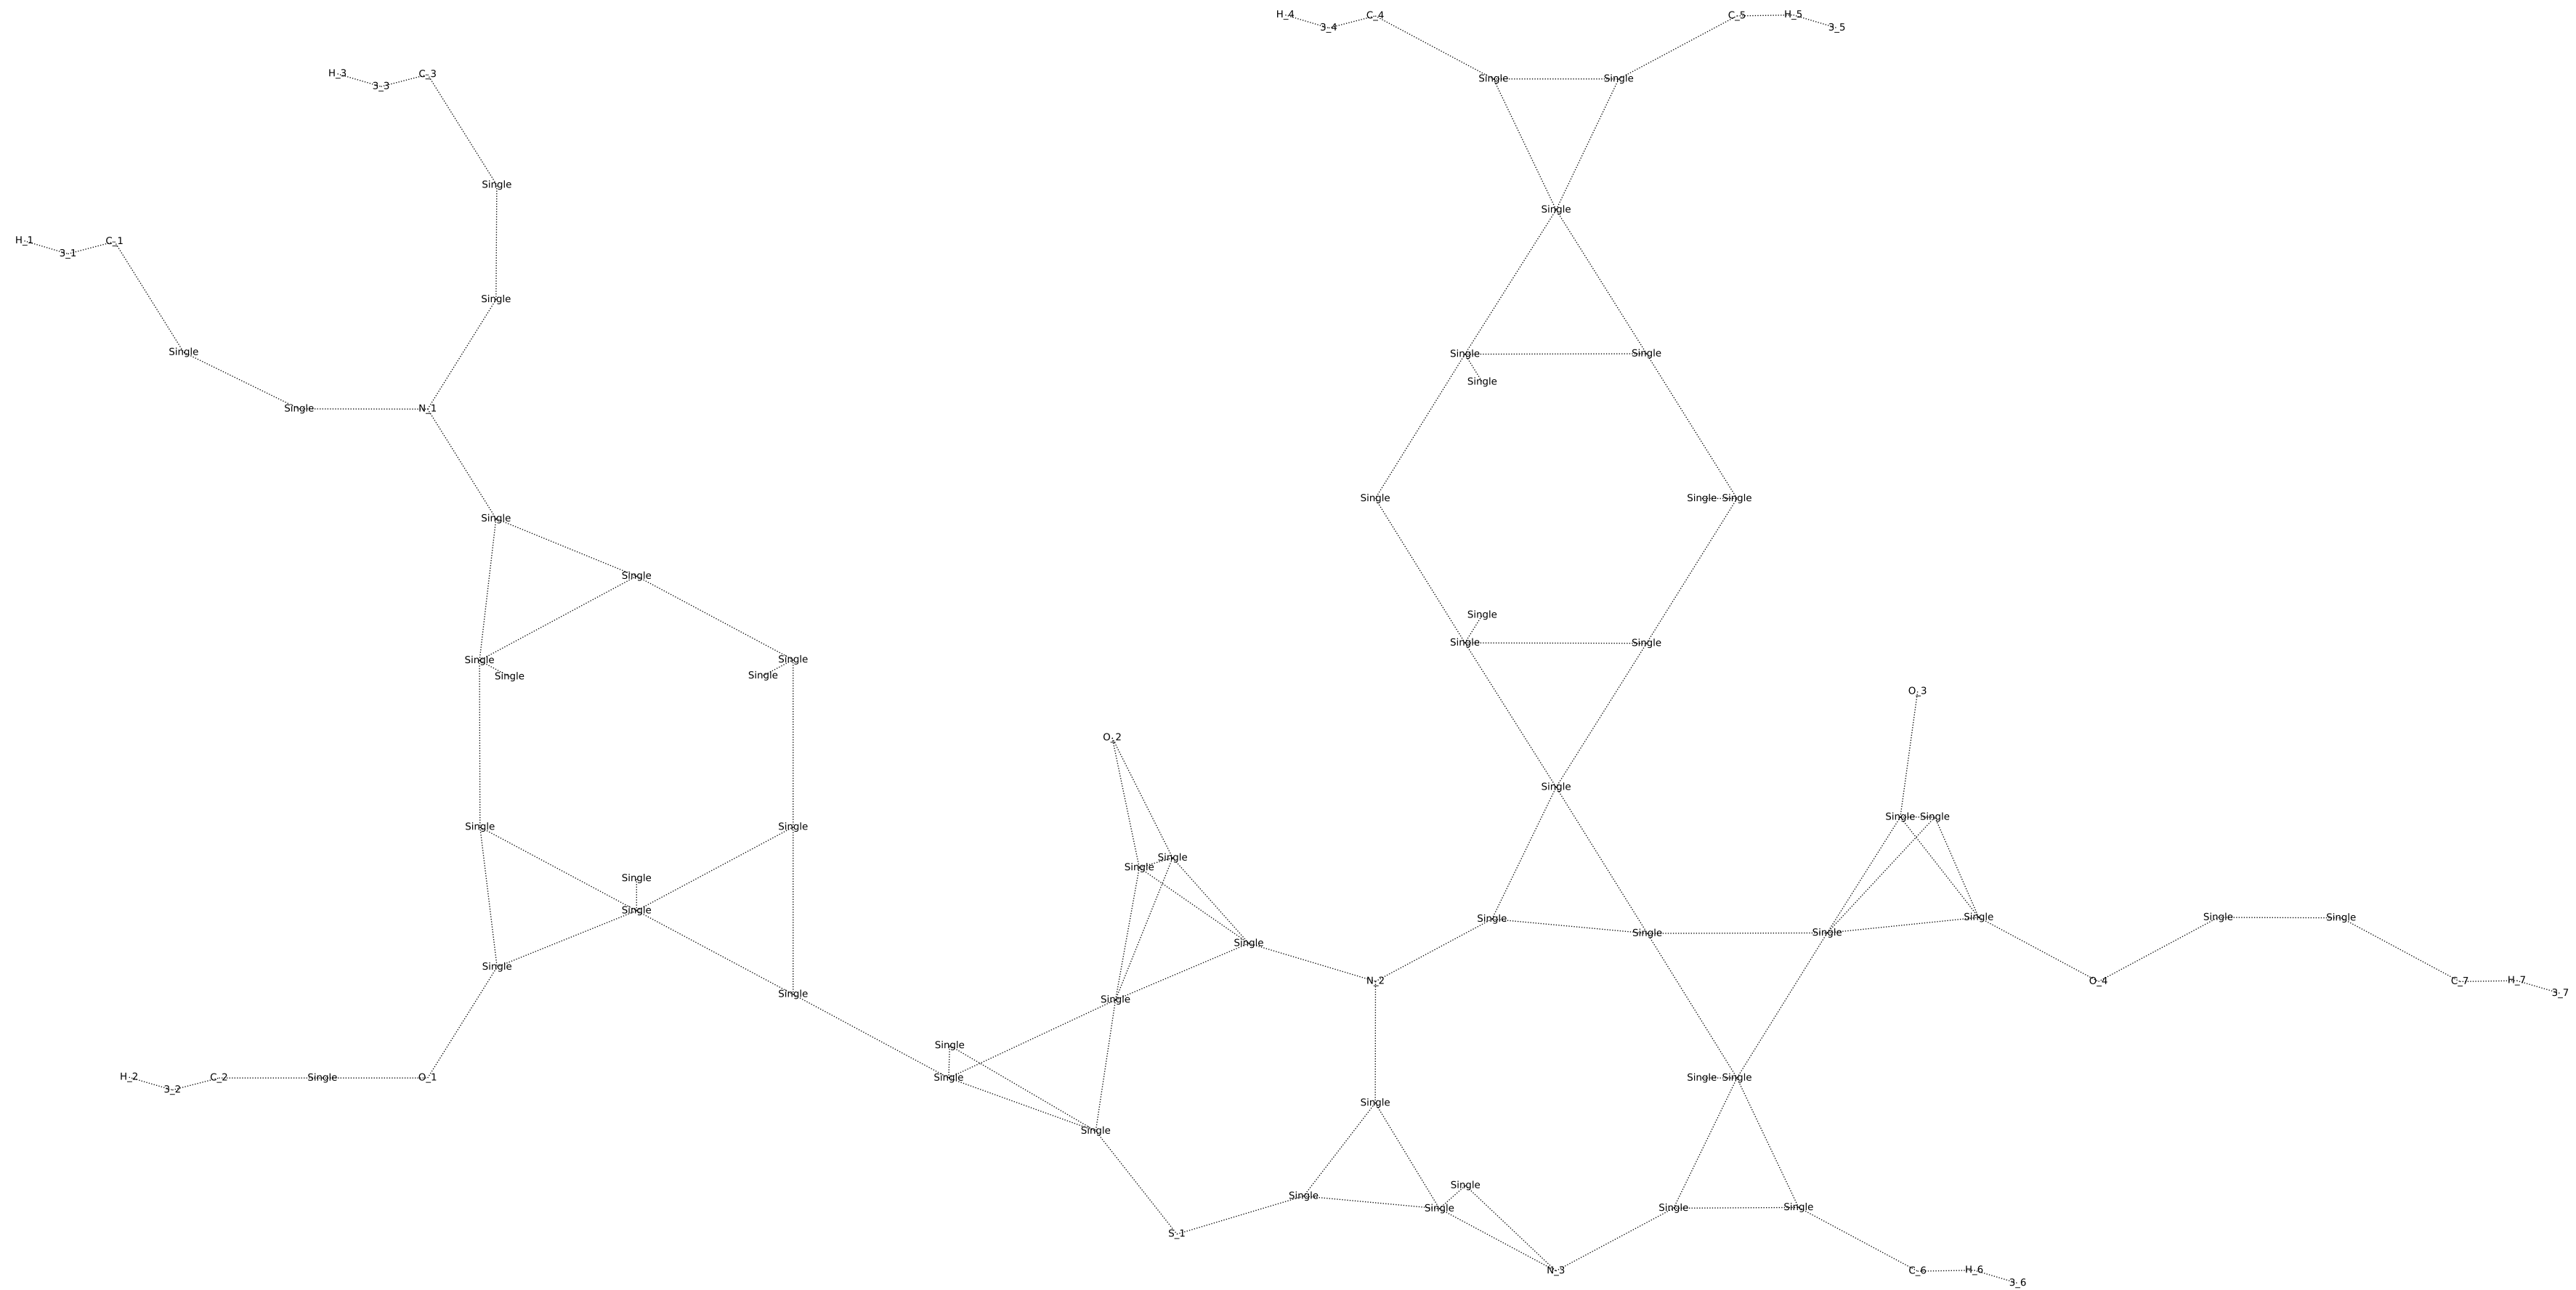 H_4 3_4 C_4 C_5 H_5 3_5
H_3 3_3 C_3 Single Single
Single
Single
H_1 3_1 C_1
Single
Single Single Single
Single
Single N_1
Single Single Single
Single
Single
Single
Single Single
Single Single
Single Single
O_3
O_2
Single
Single Single
Single Single
Single
Single
Single
Single
Single Single Single Single Single
Single Single
Single
Single
N_2 O_4 C_7 H_7 3_7
Single
Single
Single
H_2 3_2 C_2 Single O_1 Single Single Single
Single
Single
Single
Single
Single Single Single
S_1
N_3 C_6 H_6 3_6